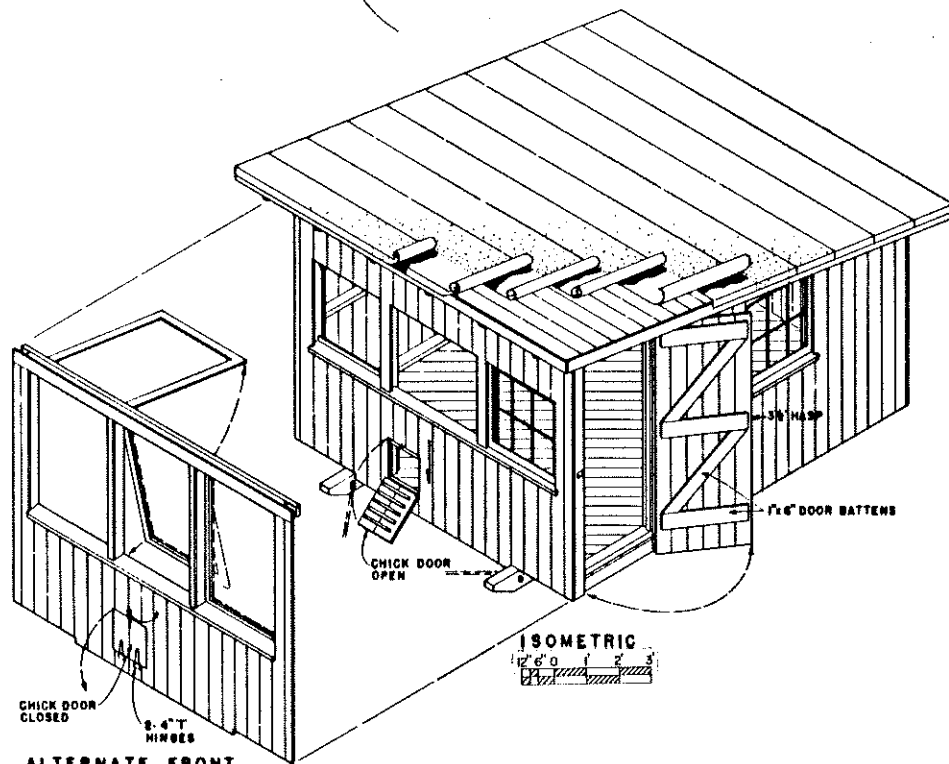 3½" HASP
1"x6" DOOR BATTENS
CHICK DOOR
OPEN
ISOMETRIC
12" 6" 0 1' 2' 3'
CHICK DOOR
CLOSED
2-4" T
HINGES
ALTERNATE FRONT